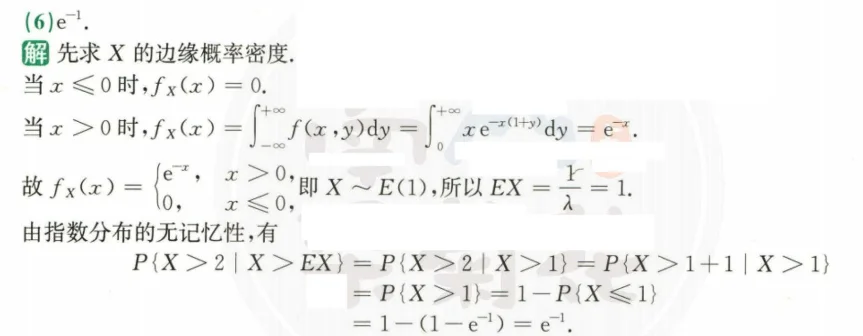 (6)e⁻¹.
解 先求 X 的边缘概率密度.
当 x ⩽ 0 时,f_X(x) = 0.
当 x > 0 时,f_X(x) = ∫_{-∞}^{+∞} f(x,y)dy = ∫_0^{+∞} xe^{-x(1+y)}dy = e^{-x}.
故 f_X(x) = { e^{-x}, x > 0, 0, x ⩽ 0, 即 X ~ E(1),所以 EX = 1/λ = 1.
由指数分布的无记忆性,有
P{X > 2 | X > EX} = P{X > 2 | X > 1} = P{X > 1+1 | X > 1}
= P{X > 1} = 1 − P{X ⩽ 1}
= 1 − (1 − e⁻¹) = e⁻¹.